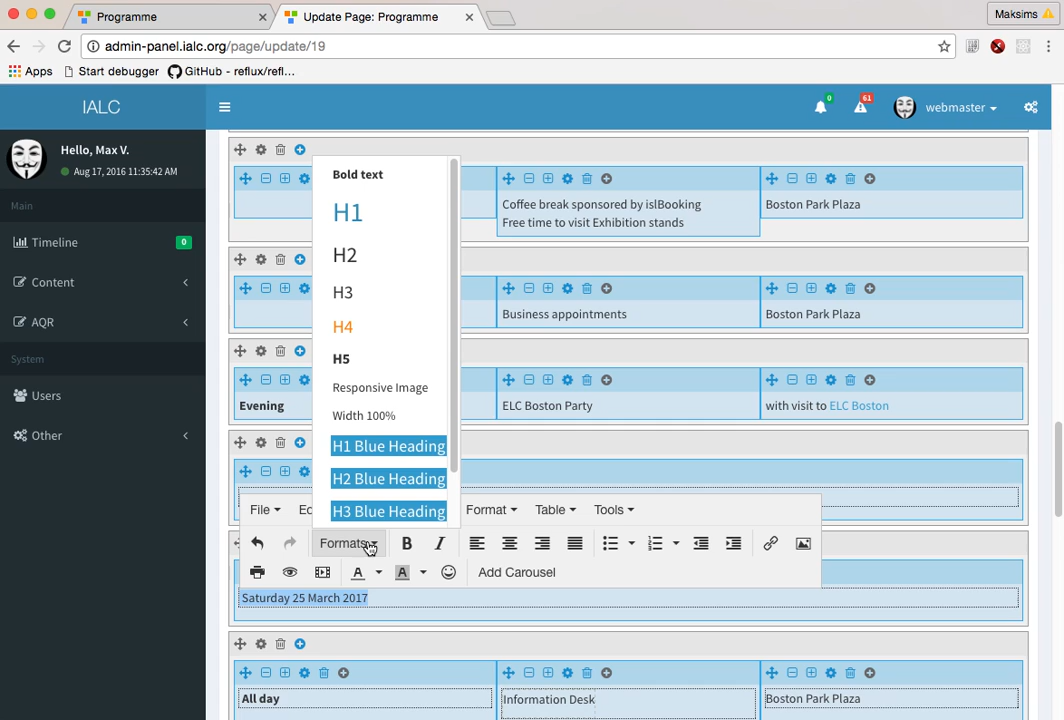 Programme
Update Page: Programme
Maksims
admin-panel.ialc.org/page/update/19
Apps
Start debugger
GitHub - reflux/refl...
IALC
0
61
webmaster
Hello, Max V.
Aug 17, 2016 11:35:42 AM
Main
Timeline
0
Content
AQR
System
Users
Other
Coffee break sponsored by islBooking
Free time to visit Exhibition stands
Boston Park Plaza
Business appointments
Boston Park Plaza
Evening
ELC Boston Party
with visit to ELC Boston
Bold text
H1
H2
H3
H4
H5
Responsive Image
Width 100%
H1 Blue Heading
H2 Blue Heading
H3 Blue Heading
File
Ed
Format
Table
Tools
Formats
B
I
A
A
Add Carousel
Saturday 25 March 2017
All day
Information Desk
Boston Park Plaza